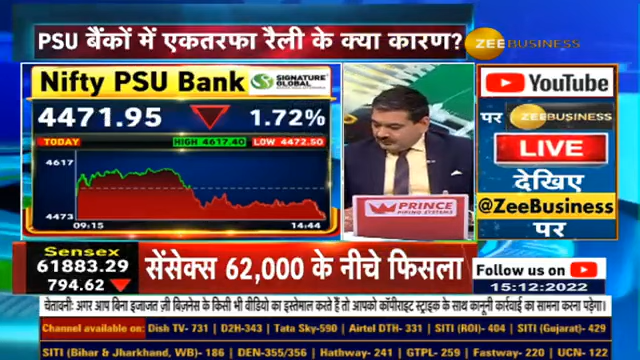 PSU बैंकों में एकतरफा रैली के क्या कारण?
ZEE BUSINESS
Nifty PSU Bank
SIGNATURE GLOBAL
4471.95
1.72%
TODAY
HIGH 4617.40
LOW 4472.50
4617
4473
09:15
14:44
PRINCE
PIPING SYSTEMS
YouTube
पर ZEE BUSINESS
LIVE
देखिए
@ZeeBusiness
पर
Sensex
61883.29
794.62
सेंसेक्स 62,000 के नीचे फिसला
Follow us on
15-12-2022
चेतावनी: अगर आप बिना इजाजत ज़ी बिज़नेस के किसी भी वीडियो का इस्तेमाल करते हैं तो आपको कॉपीराइट स्ट्राइक के साथ कानूनी कार्रवाई का सामना करना पड़ेगा.
Channel available on: Dish TV- 731 | D2H-343 | Tata Sky-590 | Airtel DTH- 331 | SITI (ROI) - 404 | SITI (Gujarat) -429
SITI (Bihar & Jharkhand, WB)- 186 | DEN-355/356 | Hathway-241 | GTPL-259 | Fastway-220 | UCN- 122